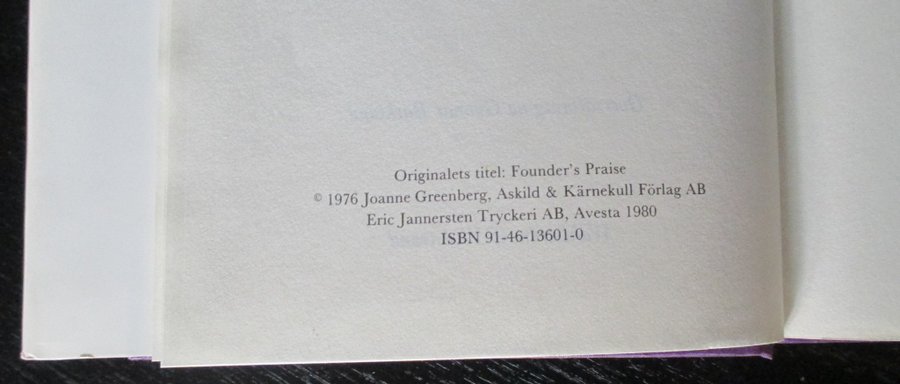 Originalets titel: Founder's Praise
© 1976 Joanne Greenberg, Askild & Kärnekull Förlag AB
Eric Jannersten Tryckeri AB, Avesta 1980
ISBN 91-46-13601-0